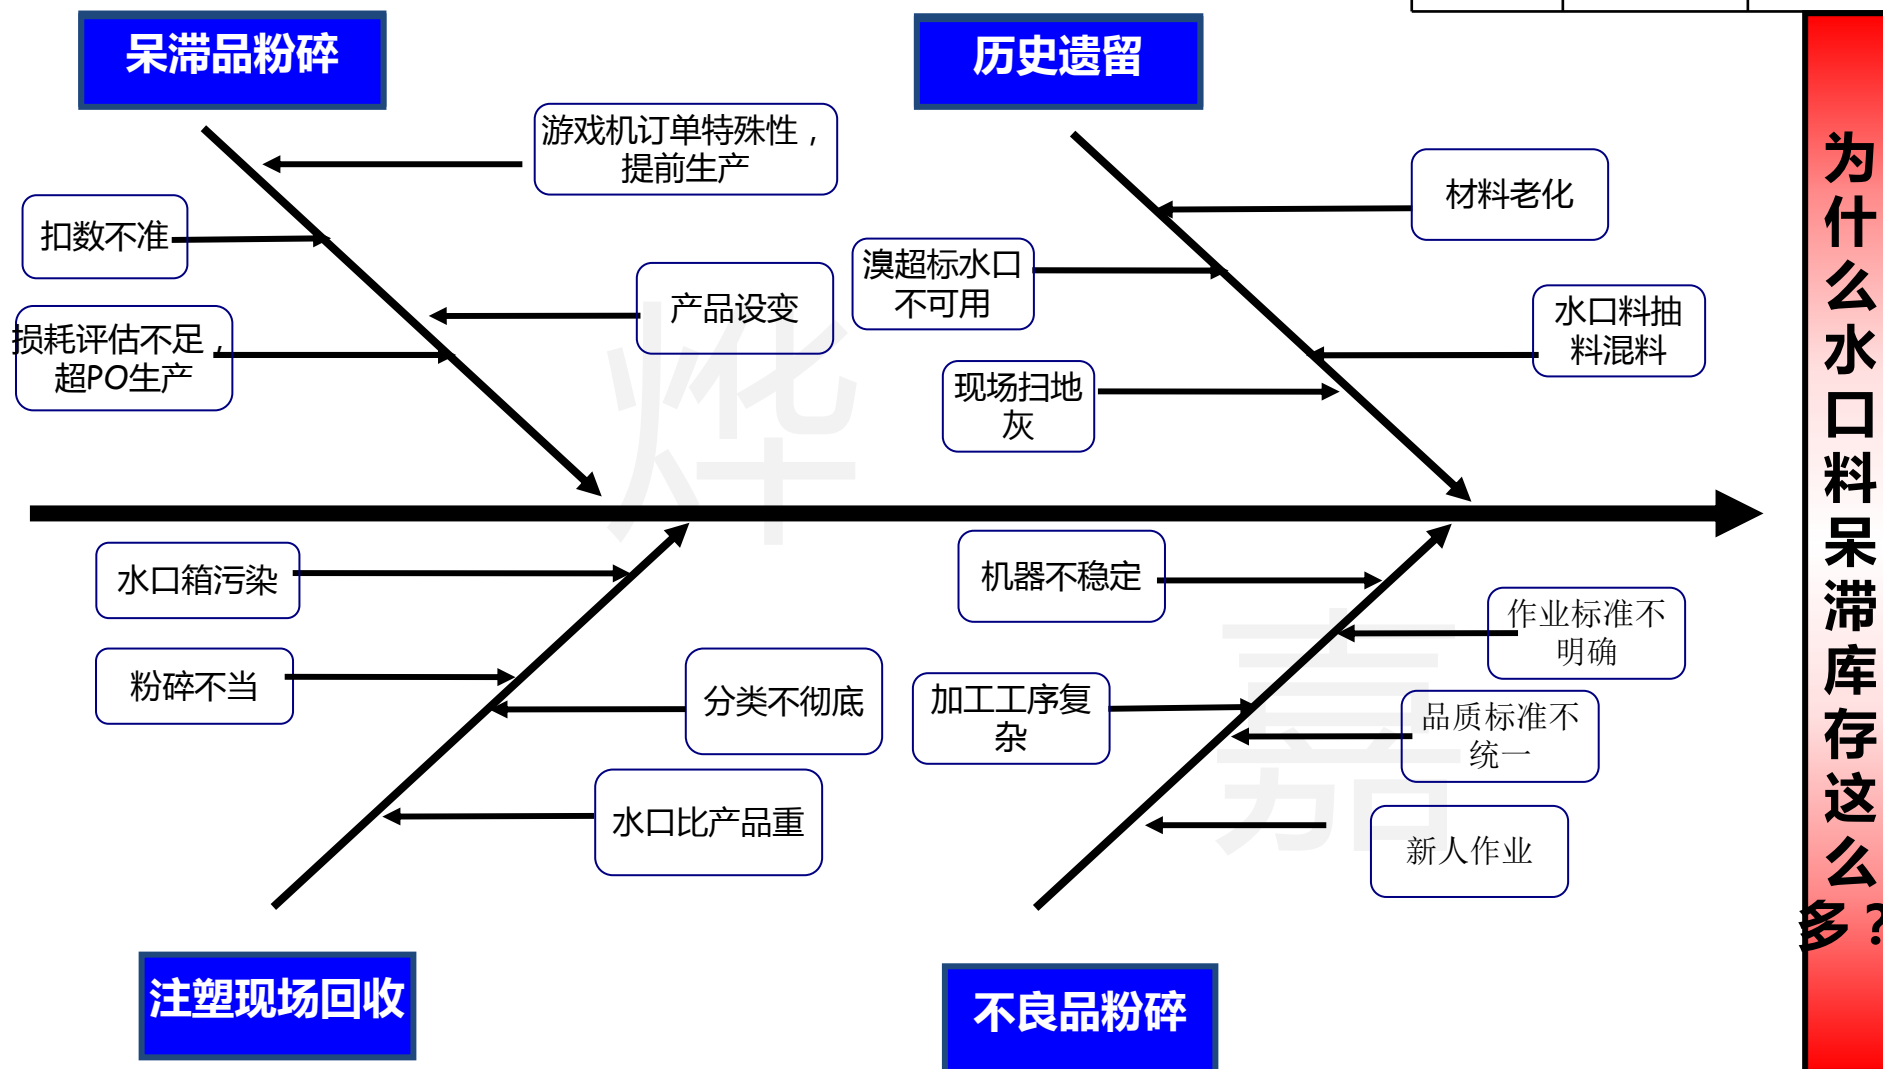 呆滞品粉碎
历史遗留
游戏机订单特殊性，
提前生产
材料老化
扣数不准
溴超标水口
不可用
产品设变
水口料抽
料混料
损耗评估不足，
超PO生产
现场扫地
灰
水口箱污染
机器不稳定
作业标准不
明确
粉碎不当
分类不彻底
加工工序复
杂
品质标准不
统一
水口比产品重
新人作业
注塑现场回收
不良品粉碎
为
什
么
水
口
料
呆
滞
库
存
这
么
多？
烨
嘉